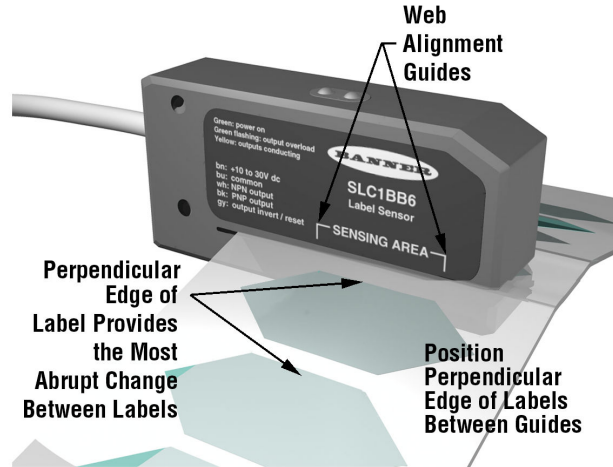 Web
Alignment
Guides
Green: power on
Green flashing: output overload
Yellow: outputs conducting
bn: +10 to 30V dc
bu: common
wh: NPN output
bk: PNP output
gy: output invert / reset
BANNER
SLC1BB6
Label Sensor
SENSING AREA
Perpendicular
Edge of
Label Provides
the Most
Abrupt Change
Between Labels
Position
Perpendicular
Edge of Labels
Between Guides